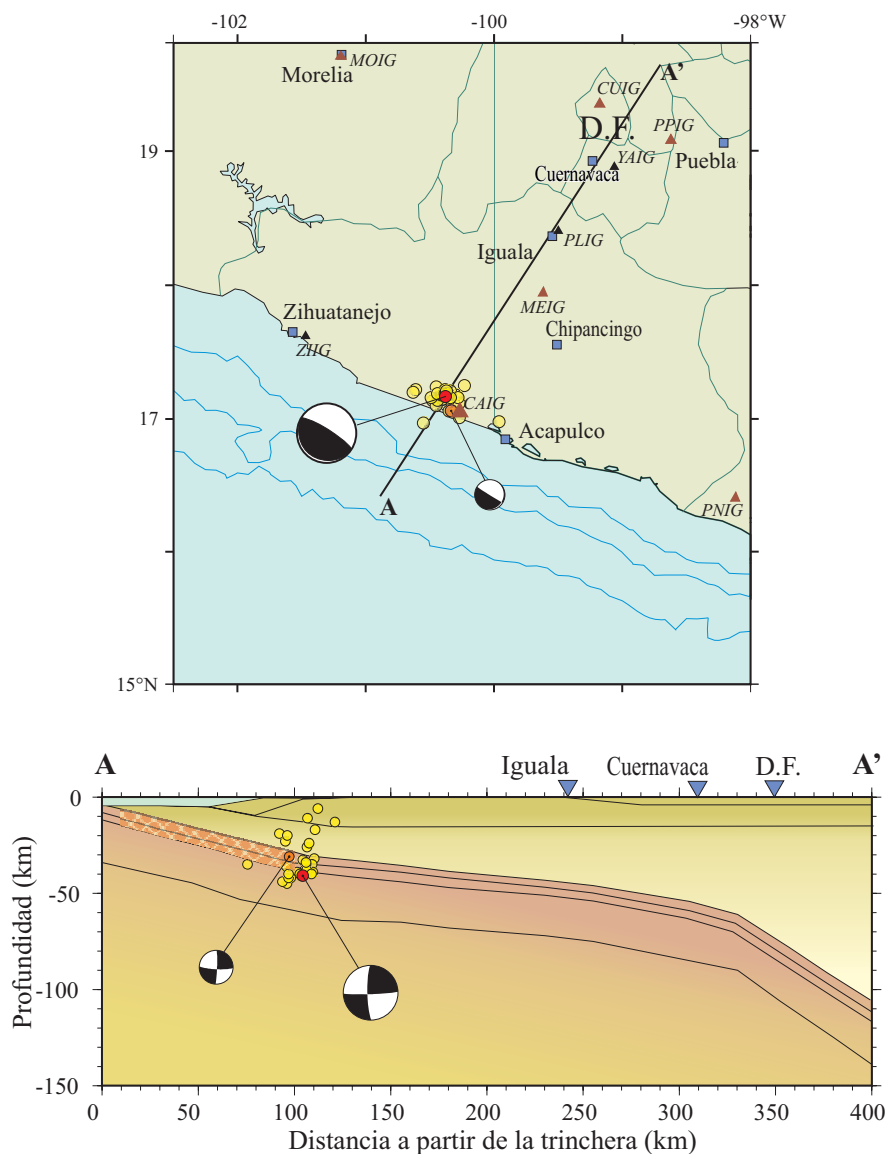 -102 -100 -98°W
MOIG
Morelia
A'
CUIG
D.F.
PPIG
19
YAIG
Puebla
Cuernavaca
Iguala
PLIG
MEIG
Zihuatanejo
Chipancingo
ZIIG
17
CAIG
Acapulco
A
PNIG
15°N
A Iguala Cuernavaca D.F. A'
0
-50
-100
-150
Profundidad (km)
0 50 100 150 200 250 300 350 400
Distancia a partir de la trinchera (km)